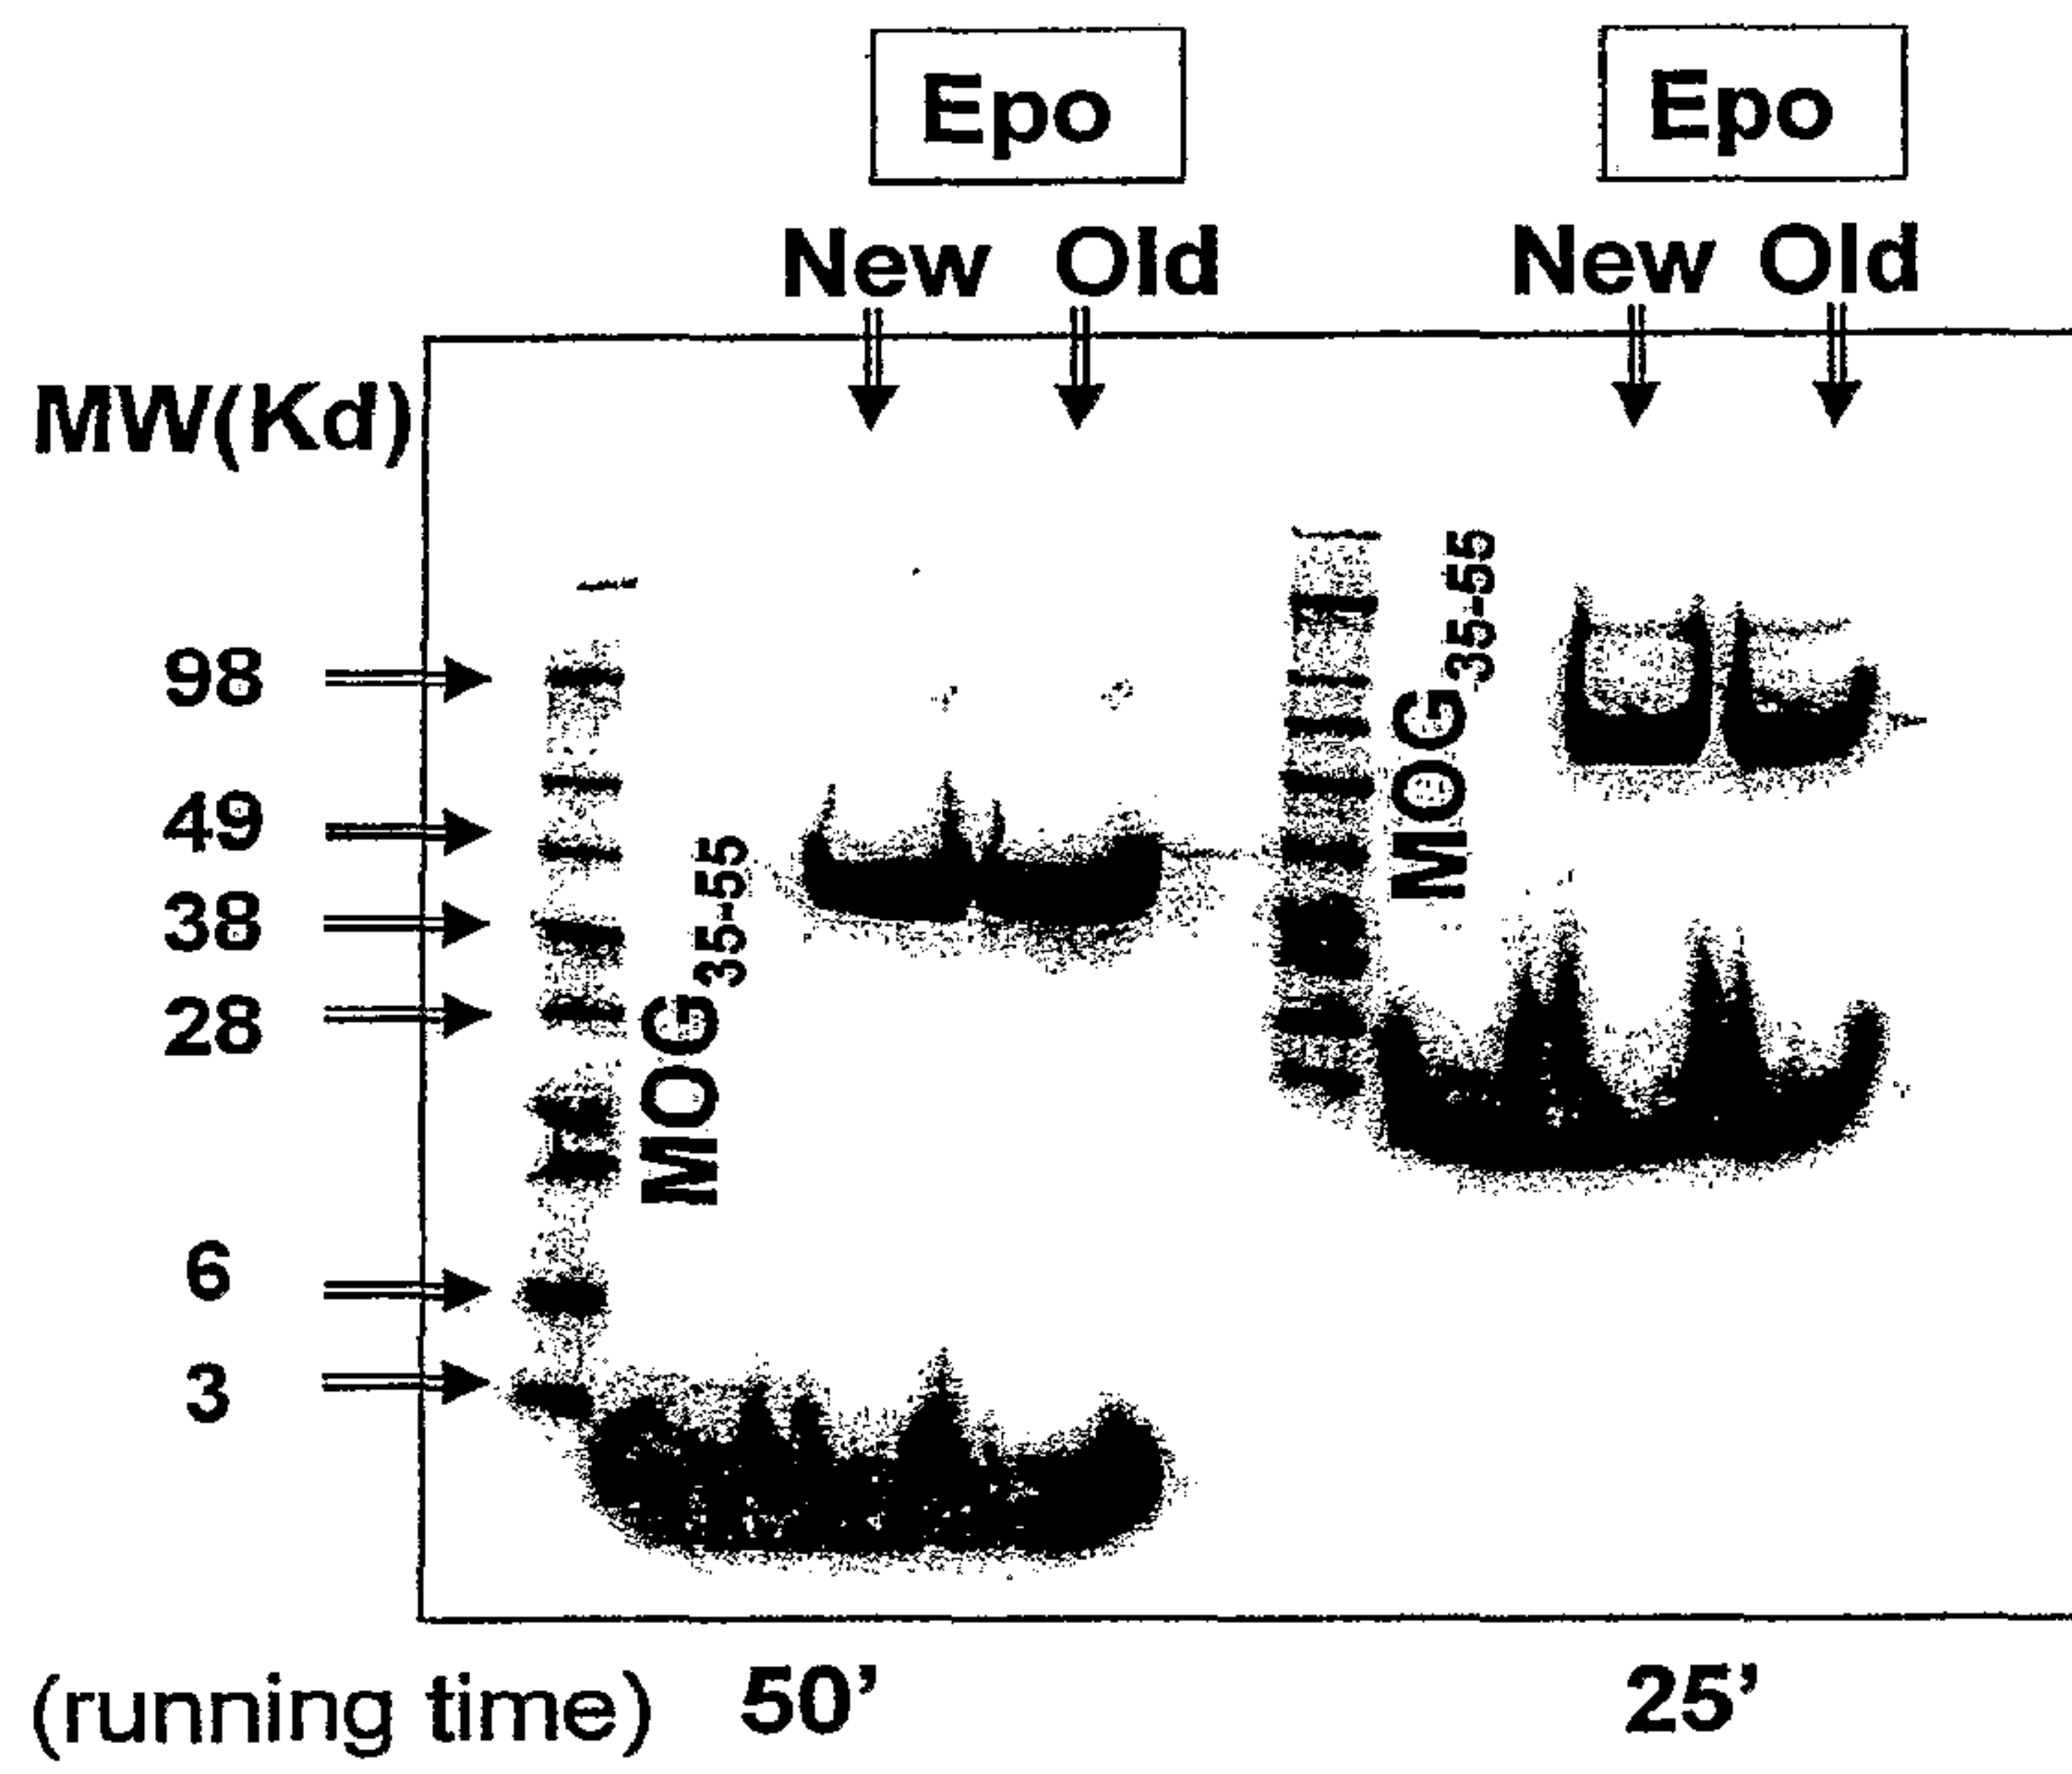 Epo Epo
New Old New Old
MW(Kd)
98
49
38
28
6
3
MOG35-55
MOG35-55
(running time) 50’ 25’